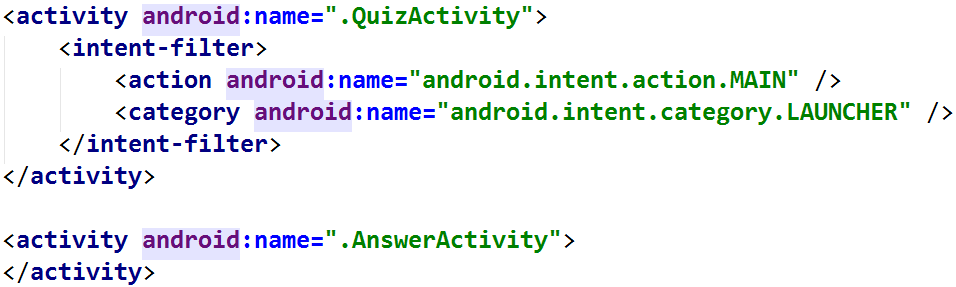 <activity android:name=".QuizActivity">
    <intent-filter>
        <action android:name="android.intent.action.MAIN" />
        <category android:name="android.intent.category.LAUNCHER" />
    </intent-filter>
</activity>

<activity android:name=".AnswerActivity">
</activity>